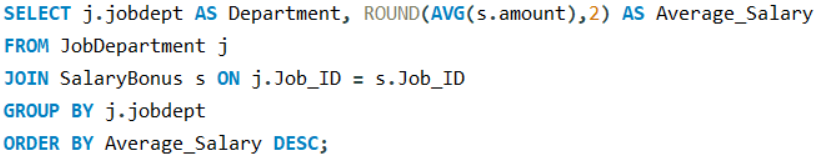 SELECT j.jobdept AS Department, ROUND(AVG(s.amount),2) AS Average_Salary
FROM JobDepartment j
JOIN SalaryBonus s ON j.Job_ID = s.Job_ID
GROUP BY j.jobdept
ORDER BY Average_Salary DESC;